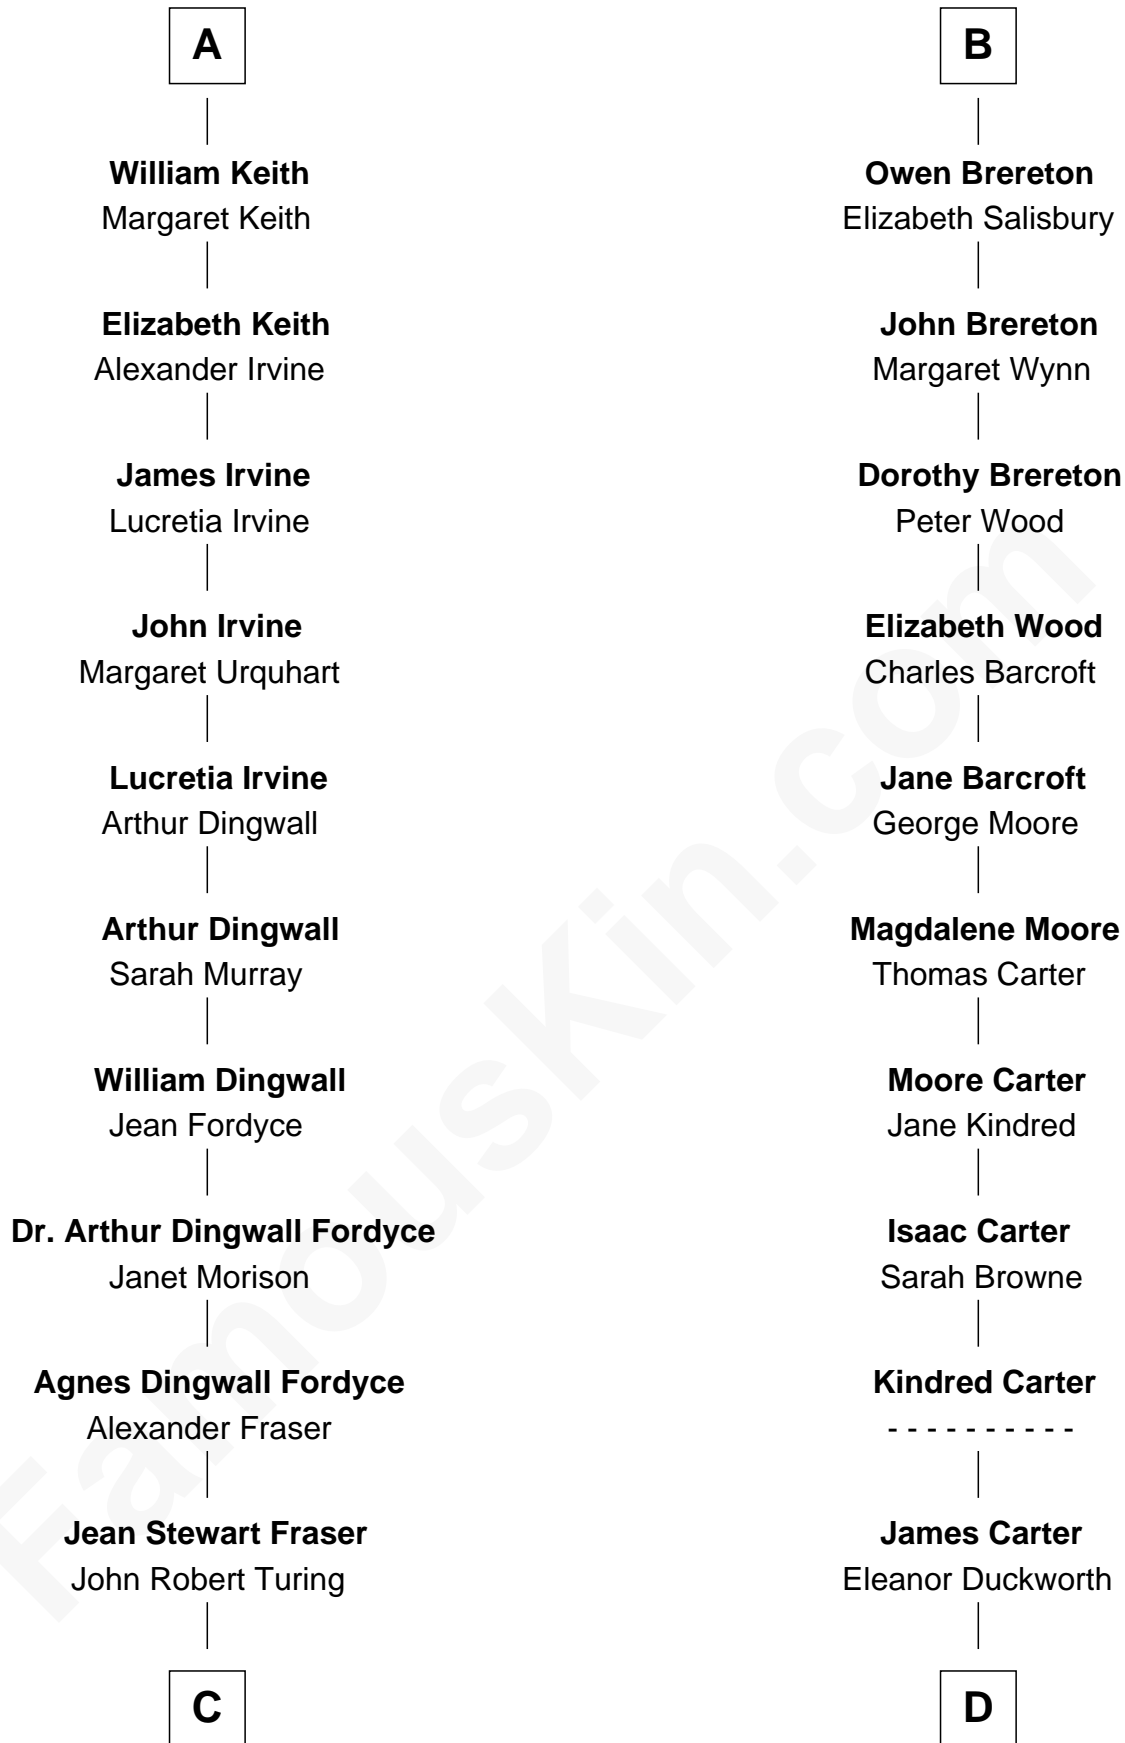 A
William Keith
Margaret Keith
Elizabeth Keith
Alexander Irvine
James Irvine
Lucretia Irvine
John Irvine
Margaret Urquhart
Lucretia Irvine
Arthur Dingwall
Arthur Dingwall
Sarah Murray
William Dingwall
Jean Fordyce
Dr. Arthur Dingwall Fordyce
Janet Morison
Agnes Dingwall Fordyce
Alexander Fraser
Jean Stewart Fraser
John Robert Turing
C
B
Owen Brereton
Elizabeth Salisbury
John Brereton
Margaret Wynn
Dorothy Brereton
Peter Wood
Elizabeth Wood
Charles Barcroft
Jane Barcroft
George Moore
Magdalene Moore
Thomas Carter
Moore Carter
Jane Kindred
Isaac Carter
Sarah Browne
Kindred Carter
- - - - - - - - - -
James Carter
Eleanor Duckworth
D
FamousKin.com